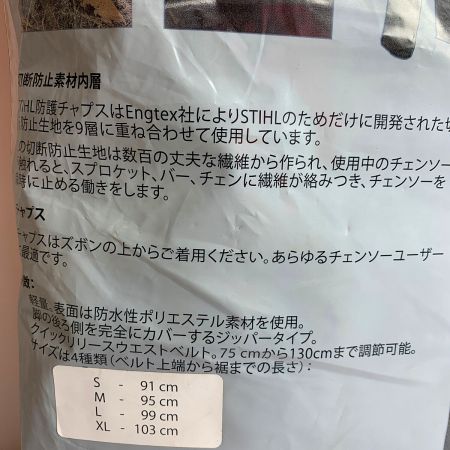 切断防止素材内層
STIHL防護チャプスはEngtex社によりSTIHLのためだけに開発された切
防止生地を9層に重ね合わせて使用しています。
の切断防止生地は数百の丈夫な繊維から作られ、使用中のチェンソー
触れると、スプロケット、バー、チェンに繊維が絡みつき、チェンソーを
時に止める働きをします。
チャプス
チャプスはズボンの上からご着用ください。あらゆるチェンソーユーザー
最適です。
徴:
軽量、表面は防水性ポリエステル素材を使用。
脚の後ろ側を完全にカバーするジッパータイプ。
クイックリリースウエストベルト。75 cmから130cmまで調節可能。
サイズは4種類(ベルト上端から裾までの長さ):
S - 91 cm
M - 95 cm
L - 99 cm
XL - 103 cm